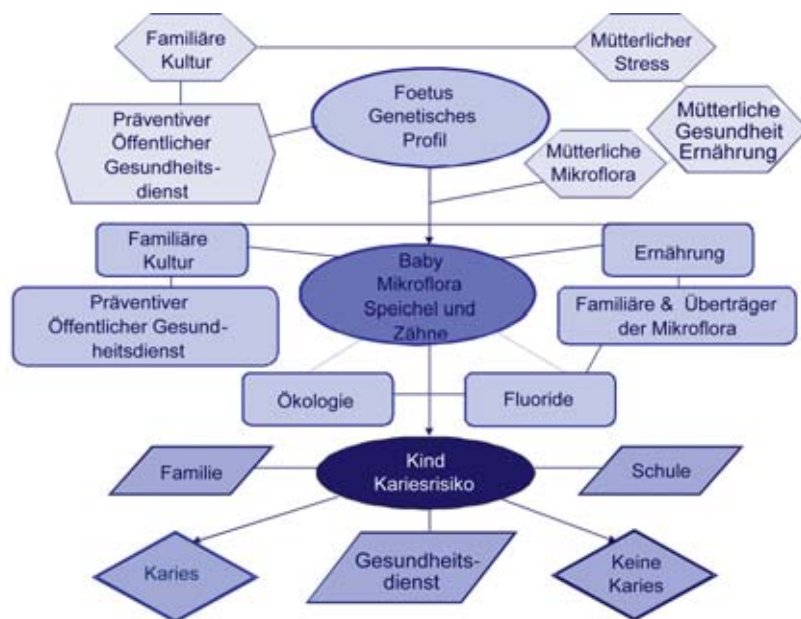 Familiäre
Kultur
Mütterlicher
Stress
Foetus
Genetisches
Profil
Präventiver
Öffentlicher
Gesundheits-
dienst
Mütterliche
Gesundheit
Ernährung
Mütterliche
Mikroflora
Familiäre
Kultur
Baby
Mikroflora
Speichel und
Zähne
Ernährung
Präventiver
Öffentlicher Gesund-
heitsdienst
Familiäre & Überträger
der Mikroflora
Ökologie
Fluoride
Familie
Kind
Kariesrisiko
Schule
Karies
Gesundheits-
dienst
Keine
Karies